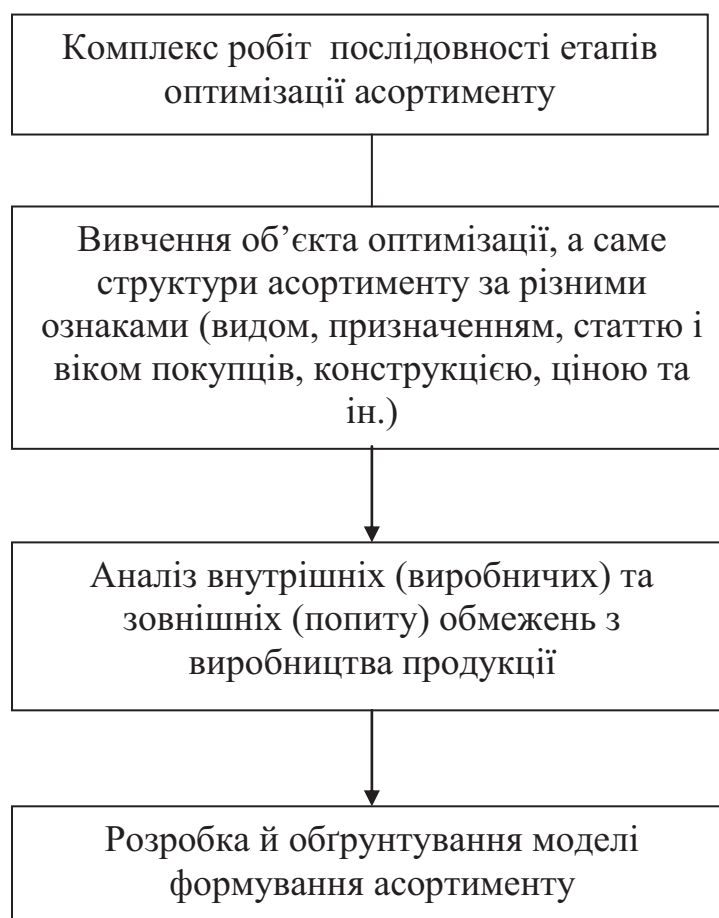 Комплекс робіт послідовності етапів
оптимізації асортименту
Вивчення об’єкта оптимізації, а саме
структури асортименту за різними
ознаками (видом, призначенням, статтю і
віком покупців, конструкцією, ціною та
ін.)
Аналіз внутрішніх (виробничих) та
зовнішніх (попиту) обмежень з
виробництва продукції
Розробка й обґрунтування моделі
формування асортименту